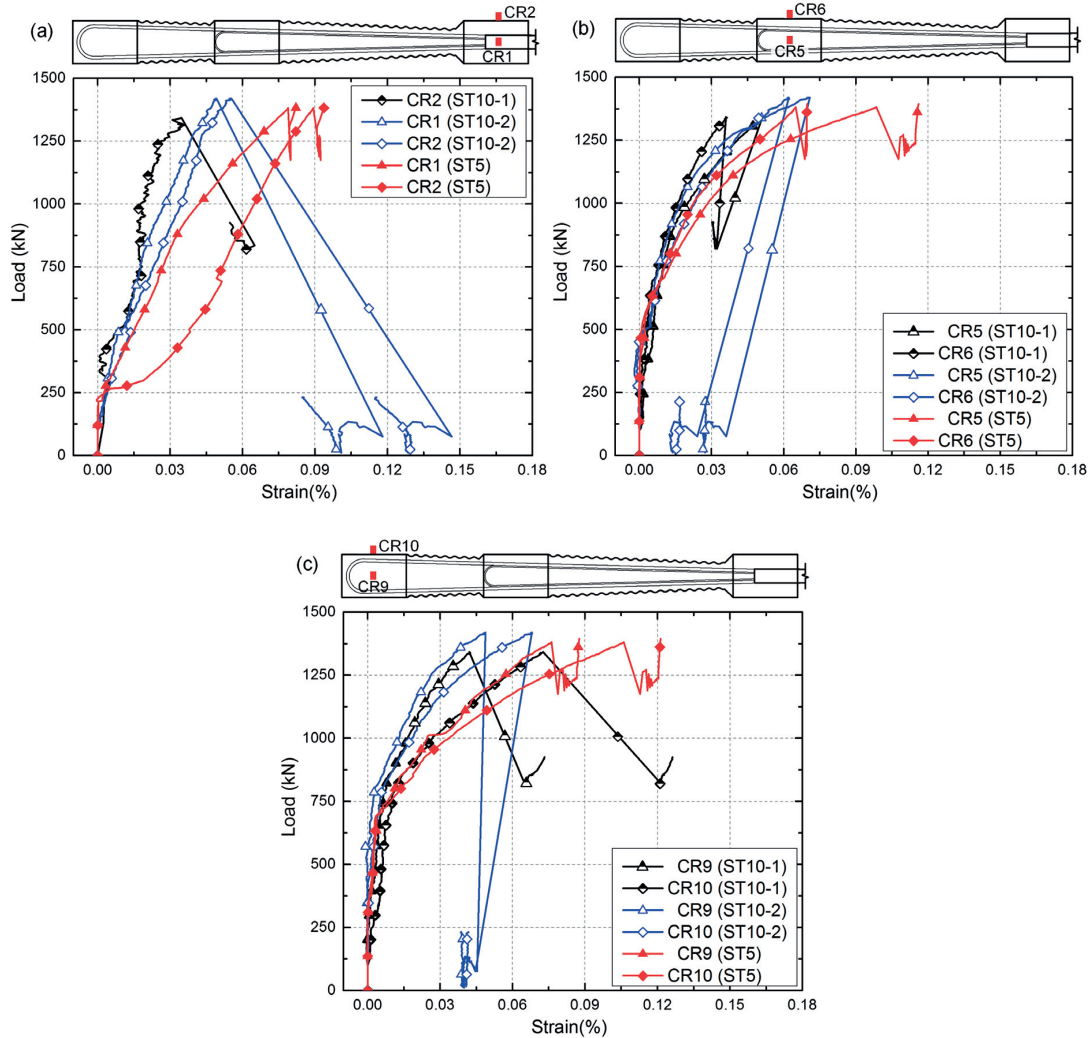 (a)
CR2
CR1
1500
1250
1000
750
500
250
0
Load (kN)
0.00 0.03 0.06 0.09 0.12 0.15 0.18
Strain(%)
CR2 (ST10-1)
CR1 (ST10-2)
CR2 (ST10-2)
CR1 (ST5)
CR2 (ST5)
(b)
CR6
CR5
1500
1250
1000
750
500
250
0
Load (kN)
0.00 0.03 0.06 0.09 0.12 0.15 0.18
Strain(%)
CR5 (ST10-1)
CR6 (ST10-1)
CR5 (ST10-2)
CR6 (ST10-2)
CR5 (ST5)
CR6 (ST5)
(c)
CR10
CR9
1500
1250
1000
750
500
250
0
Load (kN)
0.00 0.03 0.06 0.09 0.12 0.15 0.18
Strain(%)
CR9 (ST10-1)
CR10 (ST10-1)
CR9 (ST10-2)
CR10 (ST10-2)
CR9 (ST5)
CR10 (ST5)